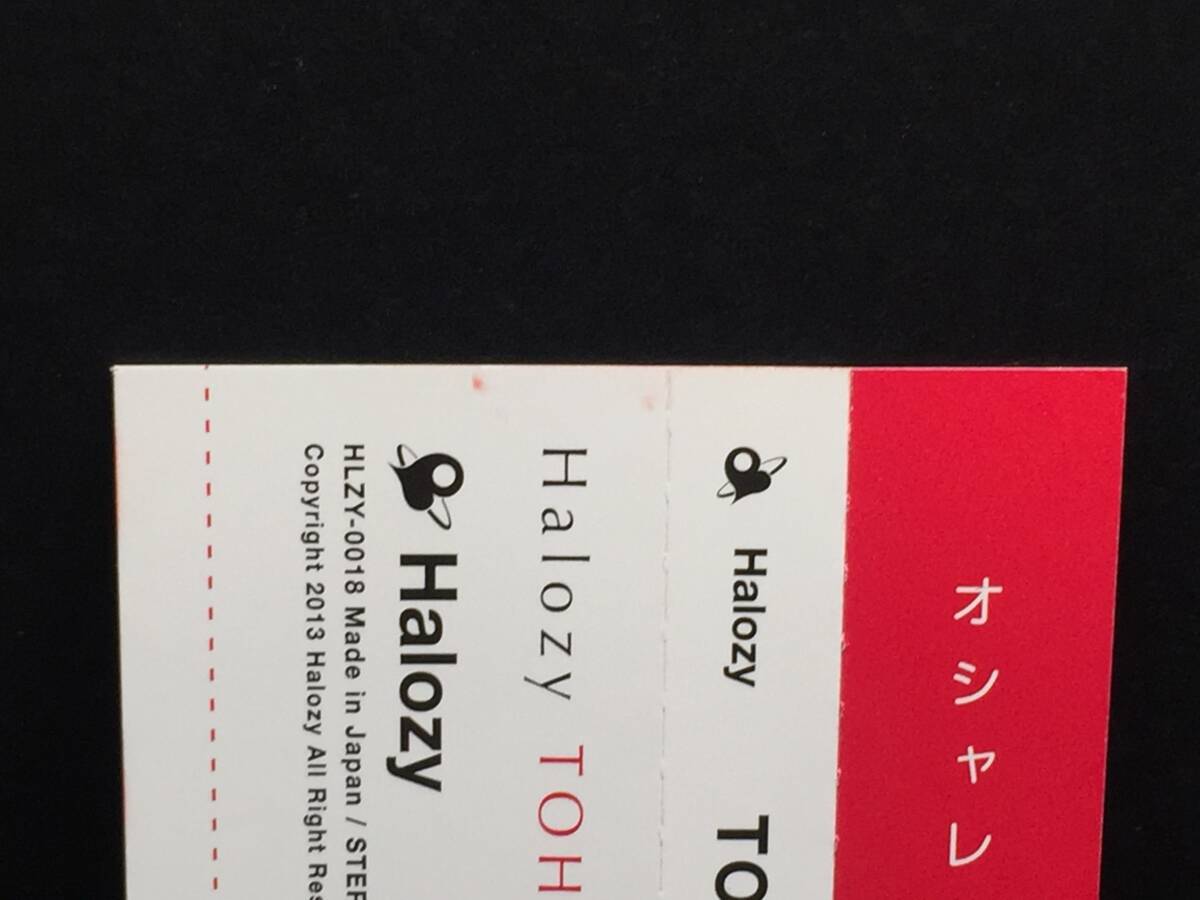 オシャレ
Halozy TO
Halozy TOH
Halozy
HLZY-0018 Made in Japan / STER
Copyright 2013 Halozy All Right Res